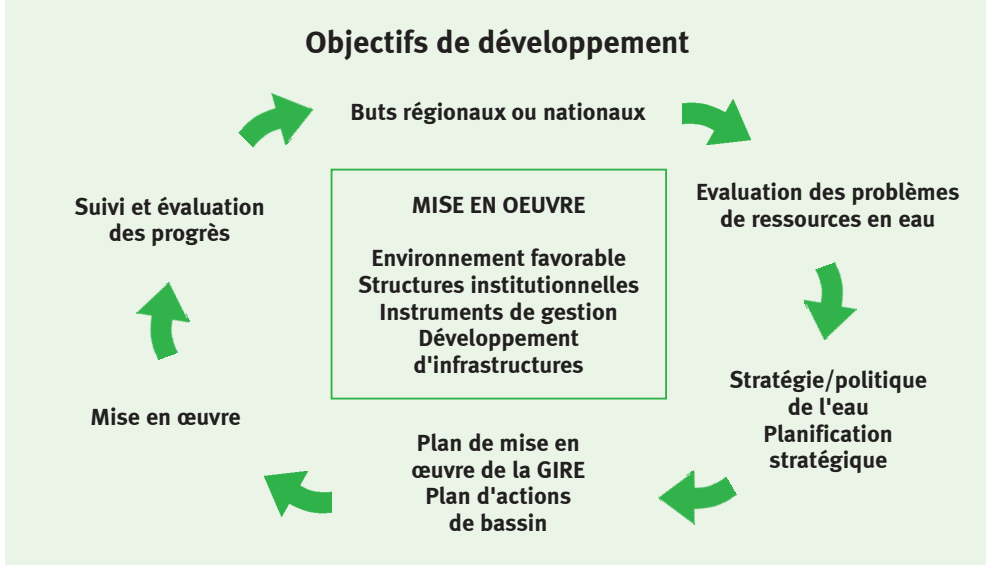 Objectifs de développement
Buts régionaux ou nationaux
Evaluation des problèmes
de ressources en eau
Stratégie/politique
de l'eau
Planification
stratégique
Plan de mise en
œuvre de la GIRE
Plan d'actions
de bassin
Mise en œuvre
Suivi et évaluation
des progrès
MISE EN OEUVRE
Environnement favorable
Structures institutionnelles
Instruments de gestion
Développement
d'infrastructures